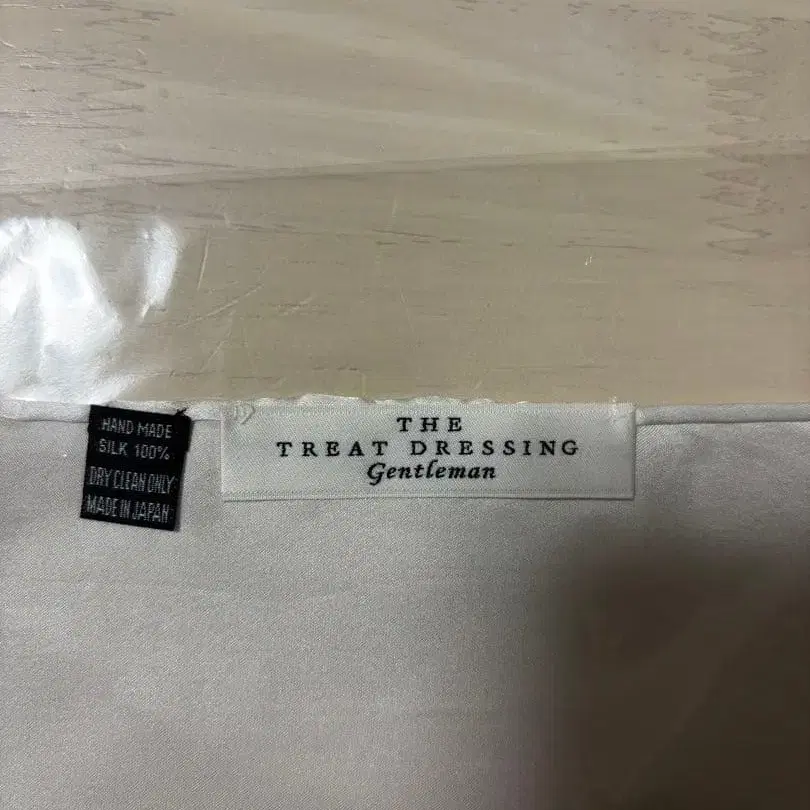 HAND MADE
SILK 100%
DRY CLEAN ONLY
MADE IN JAPAN
THE
TREAT DRESSING
Gentleman